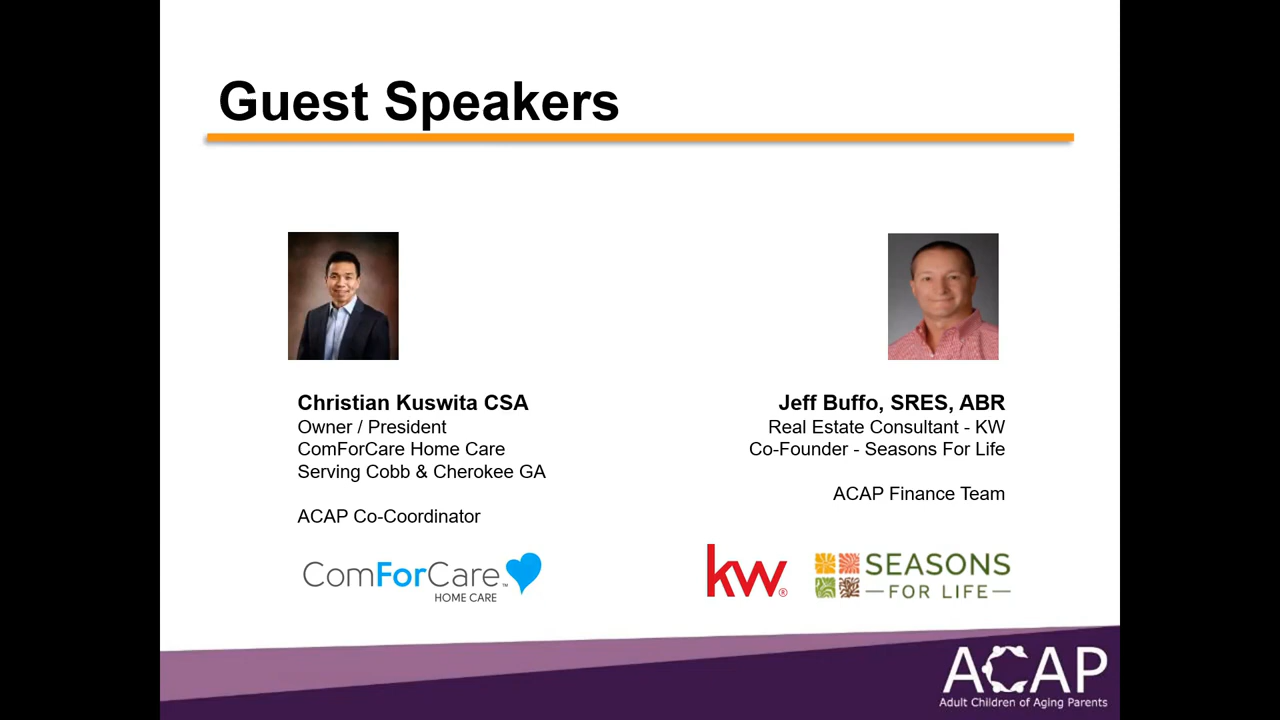 Guest Speakers
Christian Kuswita CSA
Owner / President
ComForCare Home Care
Serving Cobb & Cherokee GA
ACAP Co-Coordinator
ComForCare™
HOME CARE
Jeff Buffo, SRES, ABR
Real Estate Consultant - KW
Co-Founder - Seasons For Life
ACAP Finance Team
kw®
SEASONS
—FOR LIFE—
ACAP
Adult Children of Aging Parents